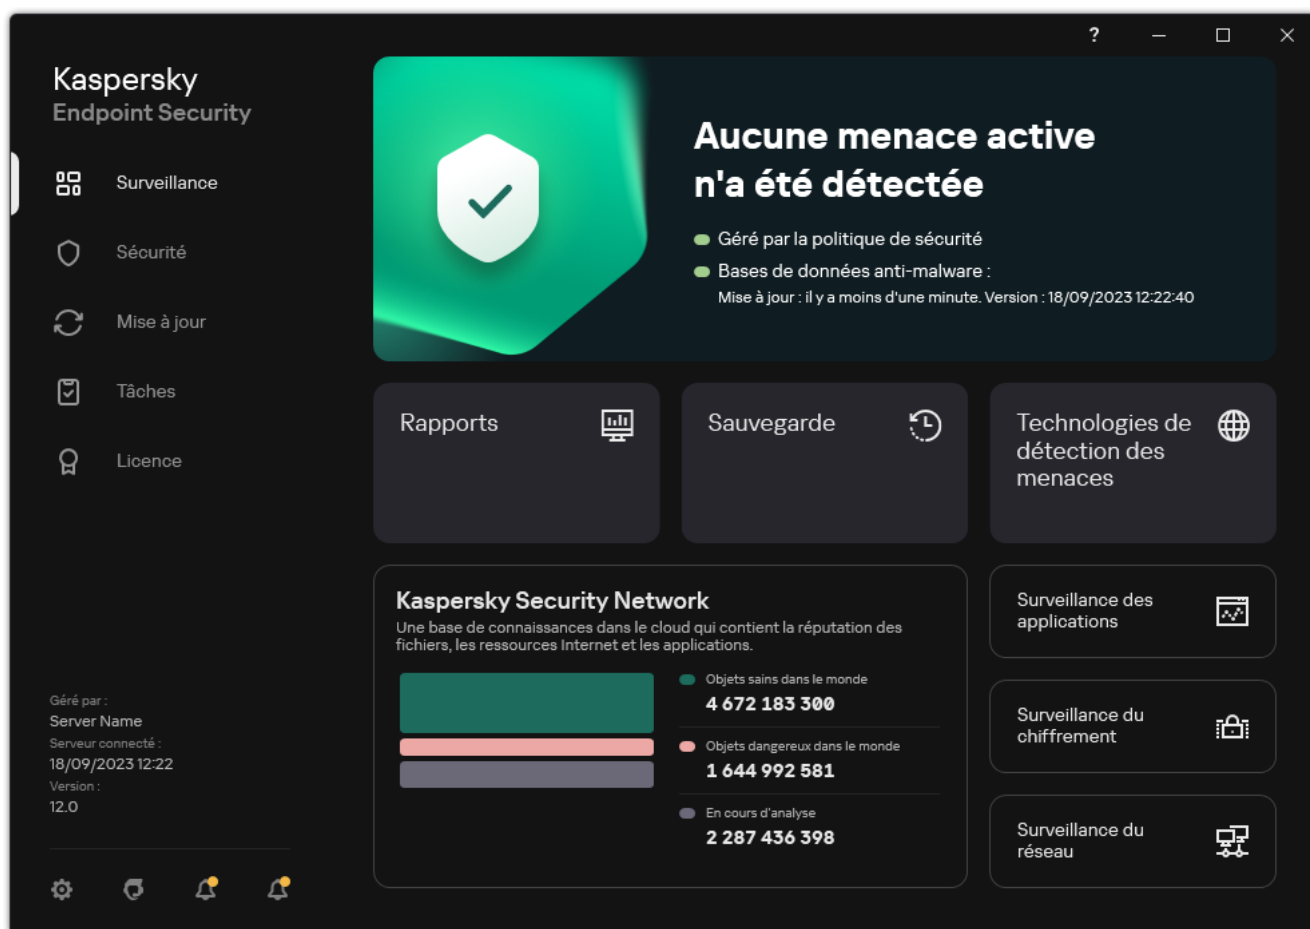 ?
Kaspersky
Endpoint Security
Surveillance
Sécurité
Mise à jour
Tâches
Licence
Géré par :
Server Name
Serveur connecté :
18/09/2023 12:22
Version :
12.0
Aucune menace active
n'a été détectée
Géré par la politique de sécurité
Bases de données anti-malware :
Mise à jour : il y a moins d'une minute. Version : 18/09/2023 12:22:40
Rapports
Sauvegarde
Technologies de
détection des
menaces
Kaspersky Security Network
Une base de connaissances dans le cloud qui contient la réputation des
fichiers, les ressources Internet et les applications.
Objets sains dans le monde
4 672 183 300
Objets dangereux dans le monde
1 644 992 581
En cours d'analyse
2 287 436 398
Surveillance des
applications
Surveillance du
chiffrement
Surveillance du
réseau